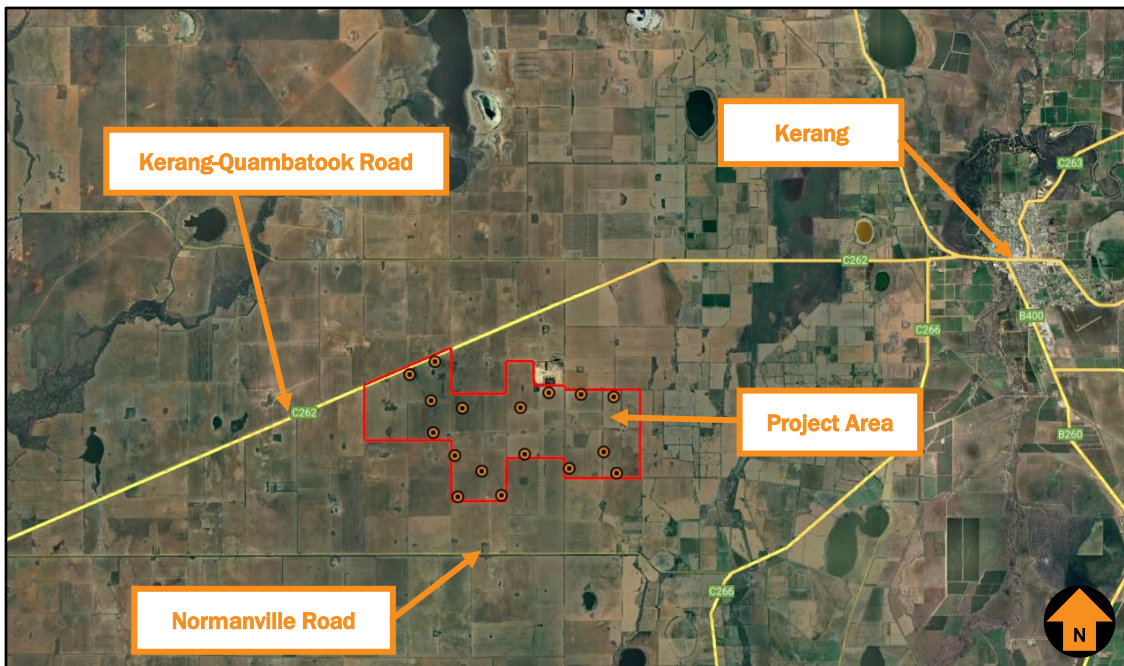 Kerang
Kerang-Quambatook Road
C263
C262
C266
B400
C262
Project Area
B260
C266
Normanville Road
N